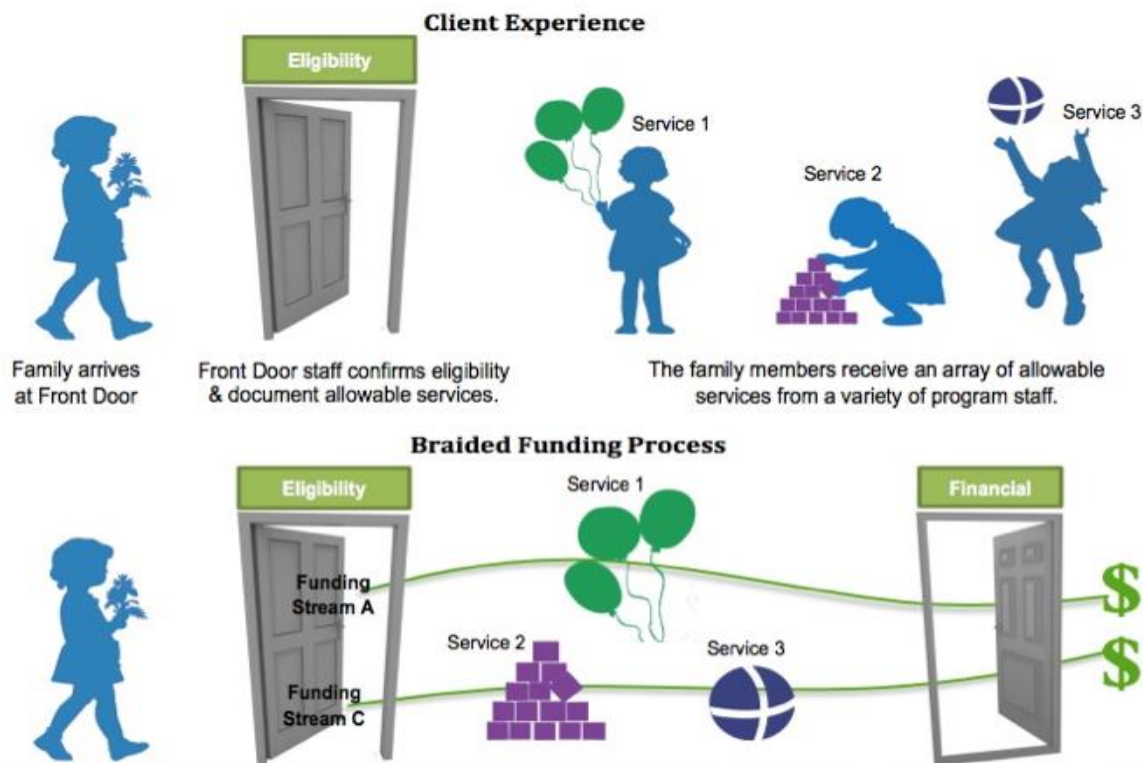 Client Experience
Eligibility
Service 1
Service 2
Service 3
Family arrives
at Front Door
Front Door staff confirms eligibility
& document allowable services.
The family members receive an array of allowable
services from a variety of program staff.
Braided Funding Process
Eligibility
Service 1
Financial
Funding
Stream A
$
Service 2
Service 3
$
Funding
Stream C